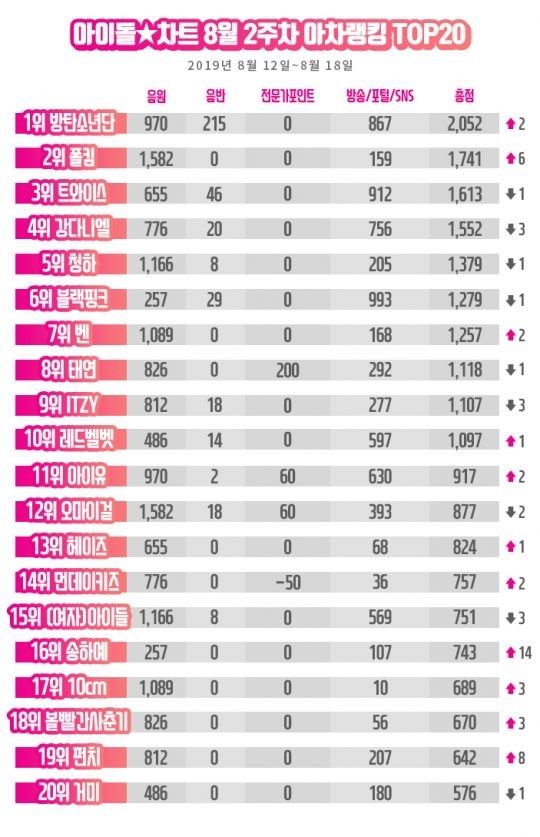 아이돌★차트 8월 2주차 아차랭킹 TOP20
2019년 8월 12일~8월 18일
음원 음반 전문가포인트 방송/포털/SNS 총점
1위 방탄소년단 970 215 0 867 2,052 ↑2
2위 폴킴 1,582 0 0 159 1,741 ↑6
3위 트와이스 655 46 0 912 1,613 ↓1
4위 강다니엘 776 20 0 756 1,552 ↓3
5위 청하 1,166 8 0 205 1,379 ↓1
6위 블랙핑크 257 29 0 993 1,279 ↓1
7위 벤 1,089 0 0 168 1,257 ↑2
8위 태연 826 0 200 292 1,118 ↓1
9위 ITZY 812 18 0 277 1,107 ↓3
10위 레드벨벳 486 14 0 597 1,097 ↑1
11위 아이유 970 2 60 630 917 ↑2
12위 오마이걸 1,582 18 60 393 877 ↓2
13위 헤이즈 655 0 0 68 824 ↑1
14위 먼데이키즈 776 0 -50 36 757 ↑2
15위 (여자)아이들 1,166 8 0 569 751 ↓3
16위 송하예 257 0 0 107 743 ↑14
17위 10cm 1,089 0 0 10 689 ↑3
18위 볼빨간사춘기 826 0 0 56 670 ↑3
19위 펀치 812 0 0 207 642 ↑8
20위 거미 486 0 0 180 576 ↓1